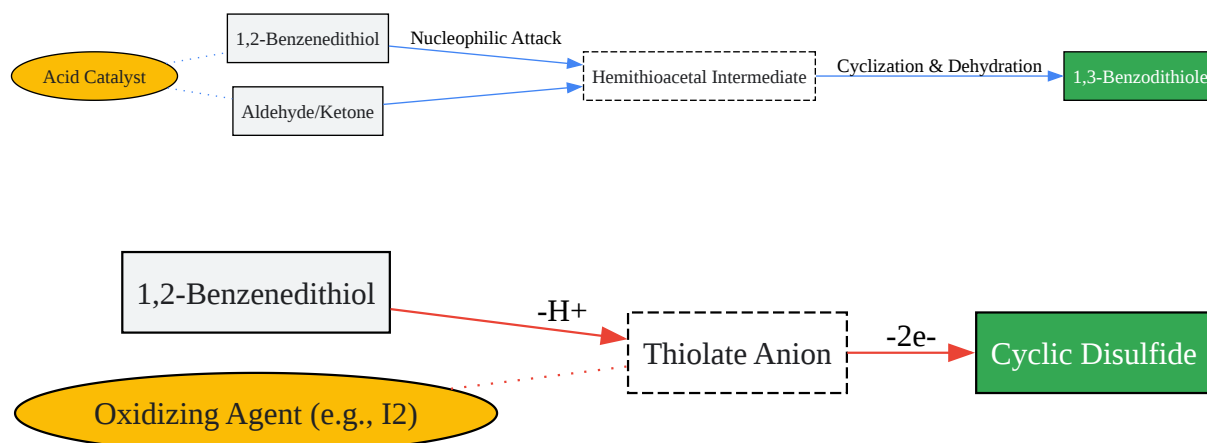 1,2-Benzenedithiol
Nucleophilic Attack
Acid Catalyst
Hemithioacetal Intermediate
Cyclization & Dehydration
1,3-Benzodithiole
Aldehyde/Ketone
1,2-Benzenedithiol
-H+
Thiolate Anion
-2e-
Cyclic Disulfide
Oxidizing Agent (e.g., I2)